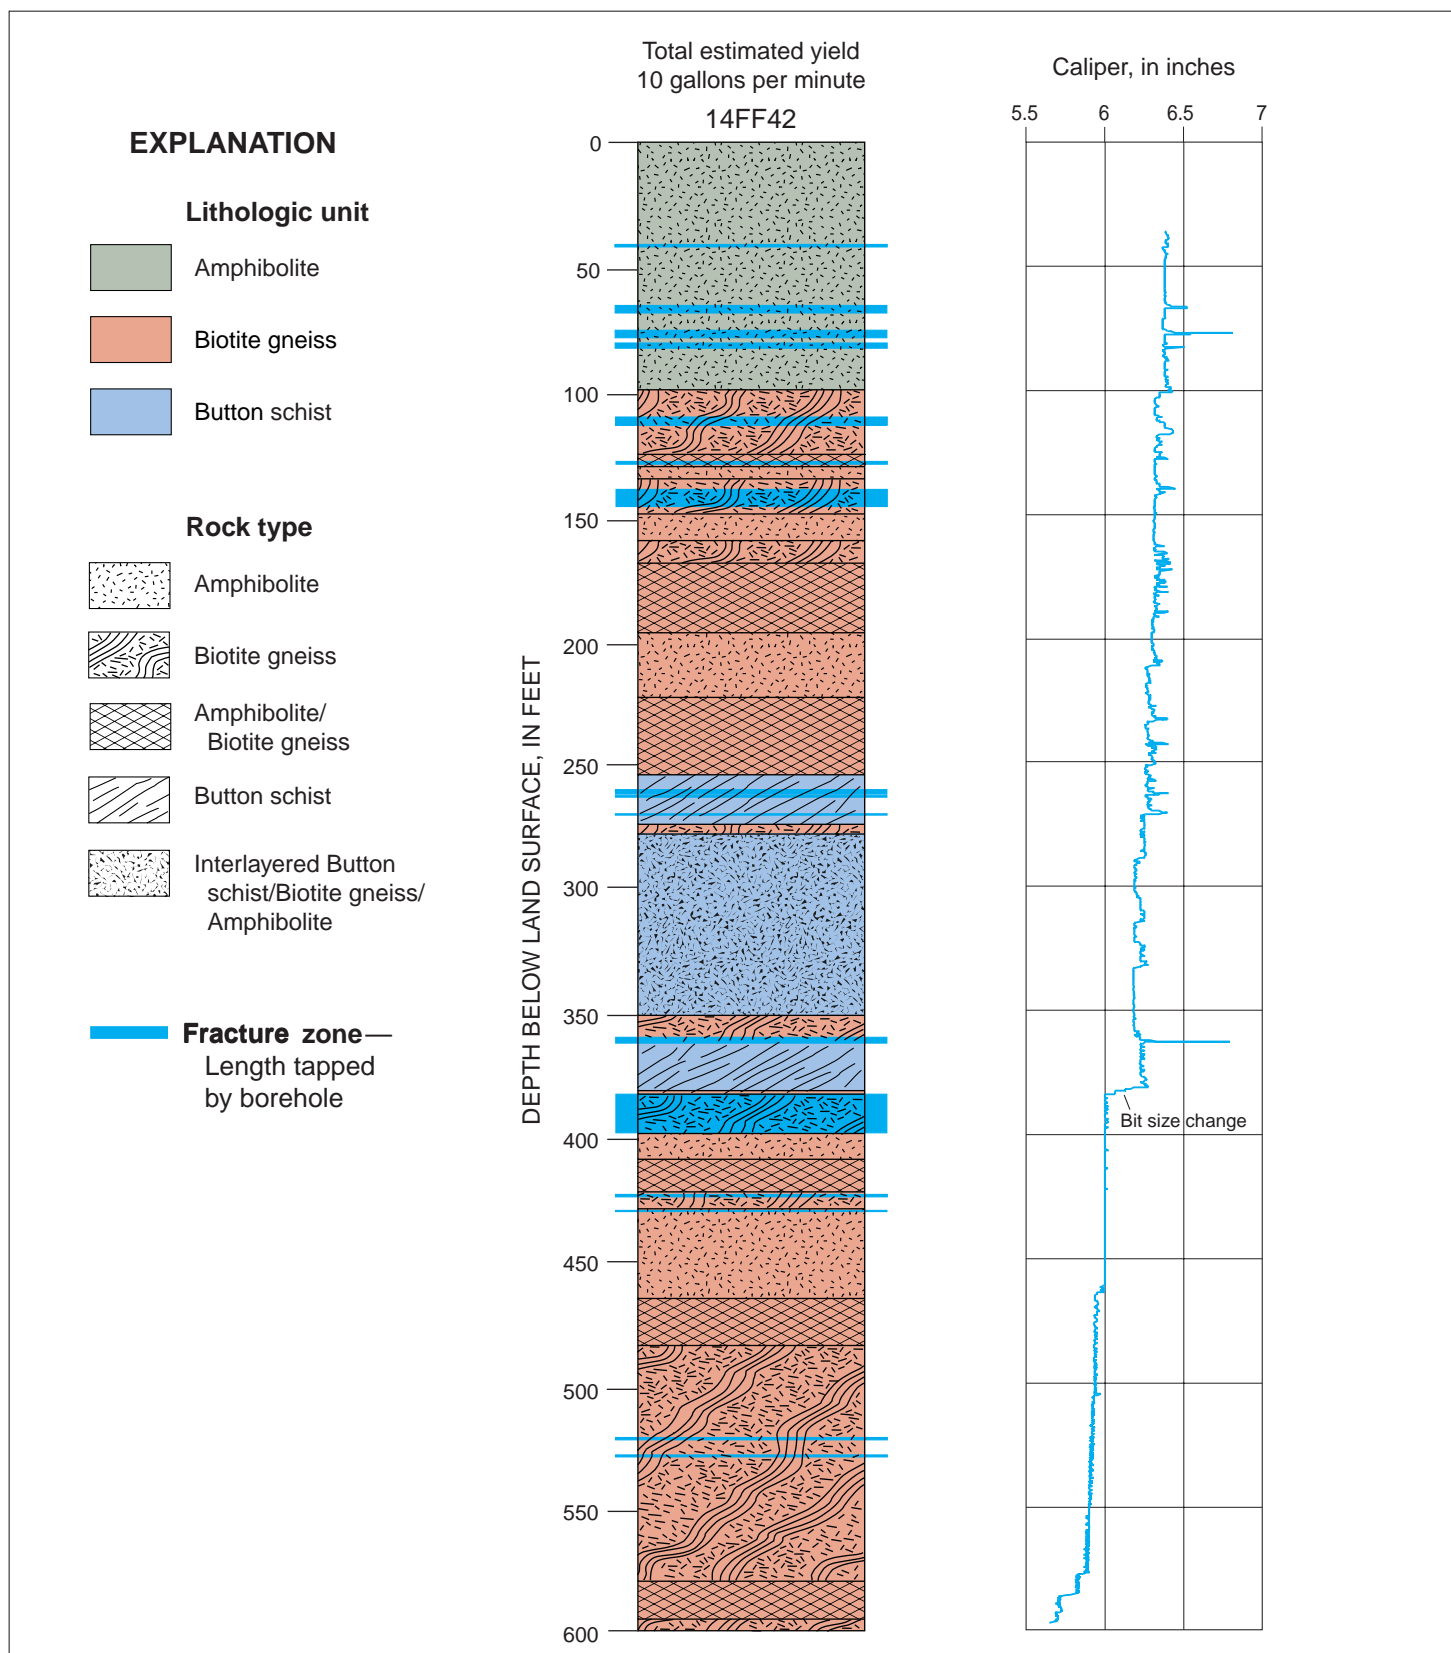 Total estimated yield
10 gallons per minute
14FF42
Caliper, in inches
5.5 6 6.5 7
EXPLANATION
Lithologic unit
Amphibolite
Biotite gneiss
Button schist
Rock type
Amphibolite
Biotite gneiss
Amphibolite/
Biotite gneiss
Button schist
Interlayered Button
schist/Biotite gneiss/
Amphibolite
Fracture zone—
Length tapped
by borehole
DEPTH BELOW LAND SURFACE, IN FEET
0
50
100
150
200
250
300
350
400
450
500
550
600
Bit size change